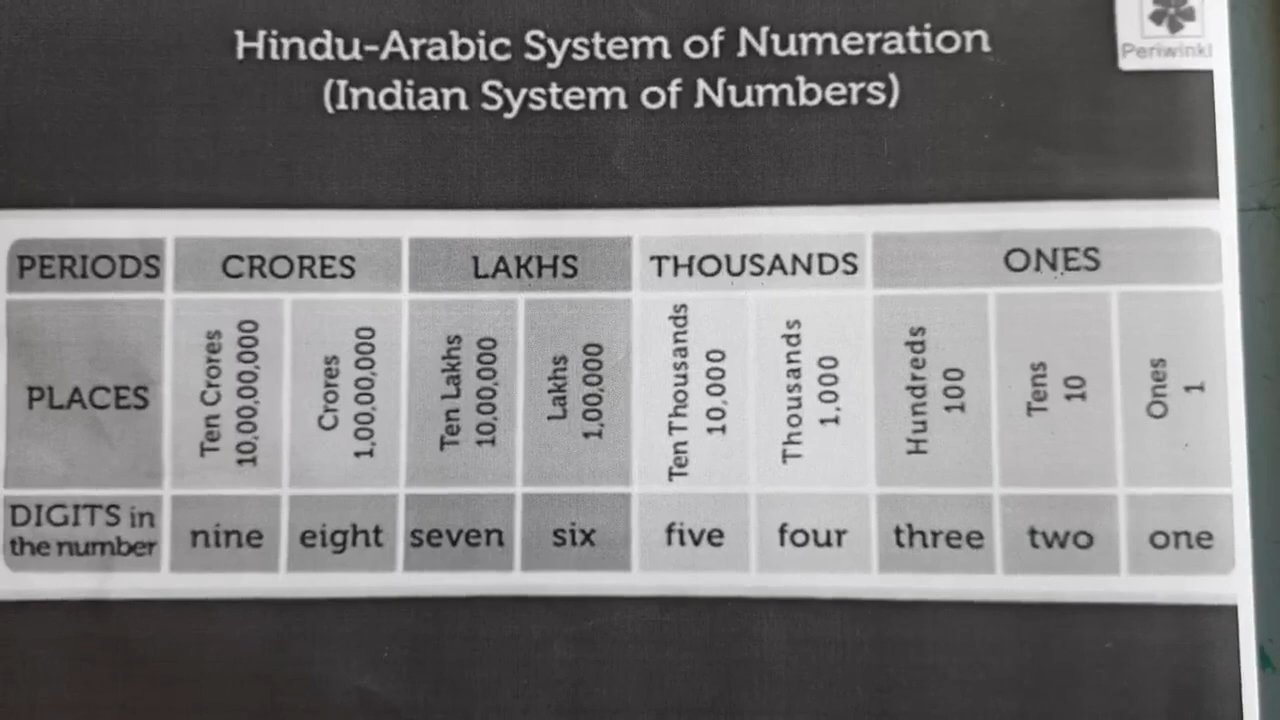 Hindu-Arabic System of Numeration
(Indian System of Numbers)
Periwinkl
PERIODS CRORES LAKHS THOUSANDS ONES
PLACES
Ten Crores
10,00,00,000
Crores
1,00,00,000
Ten Lakhs
10,00,000
Lakhs
1,00,000
Ten Thousands
10,000
Thousands
1,000
Hundreds
100
Tens
10
Ones
1
DIGITS in
the number
nine eight seven six five four three two one